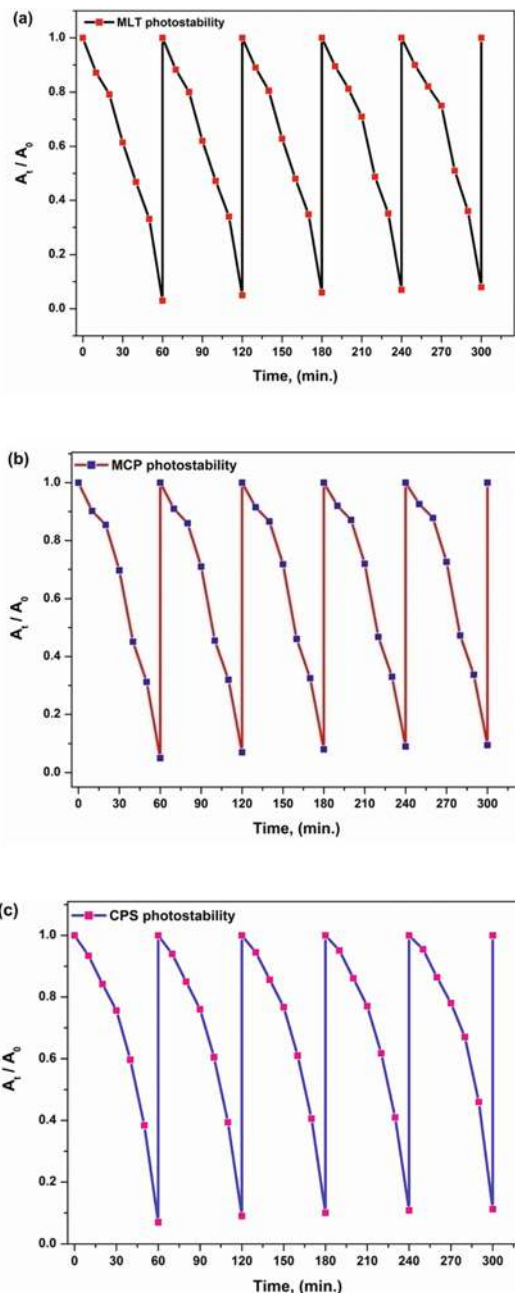 (a)
MLT photostability
1.0
0.8
0.6
0.4
0.2
0.0
At / A0
0 30 60 90 120 150 180 210 240 270 300
Time, (min.)
(b)
MCP photostability
1.0
0.8
0.6
0.4
0.2
0.0
At / A0
0 30 60 90 120 150 180 210 240 270 300
Time, (min.)
(c)
CPS photostability
1.0
0.8
0.6
0.4
0.2
0.0
At / A0
0 30 60 90 120 150 180 210 240 270 300
Time, (min.)